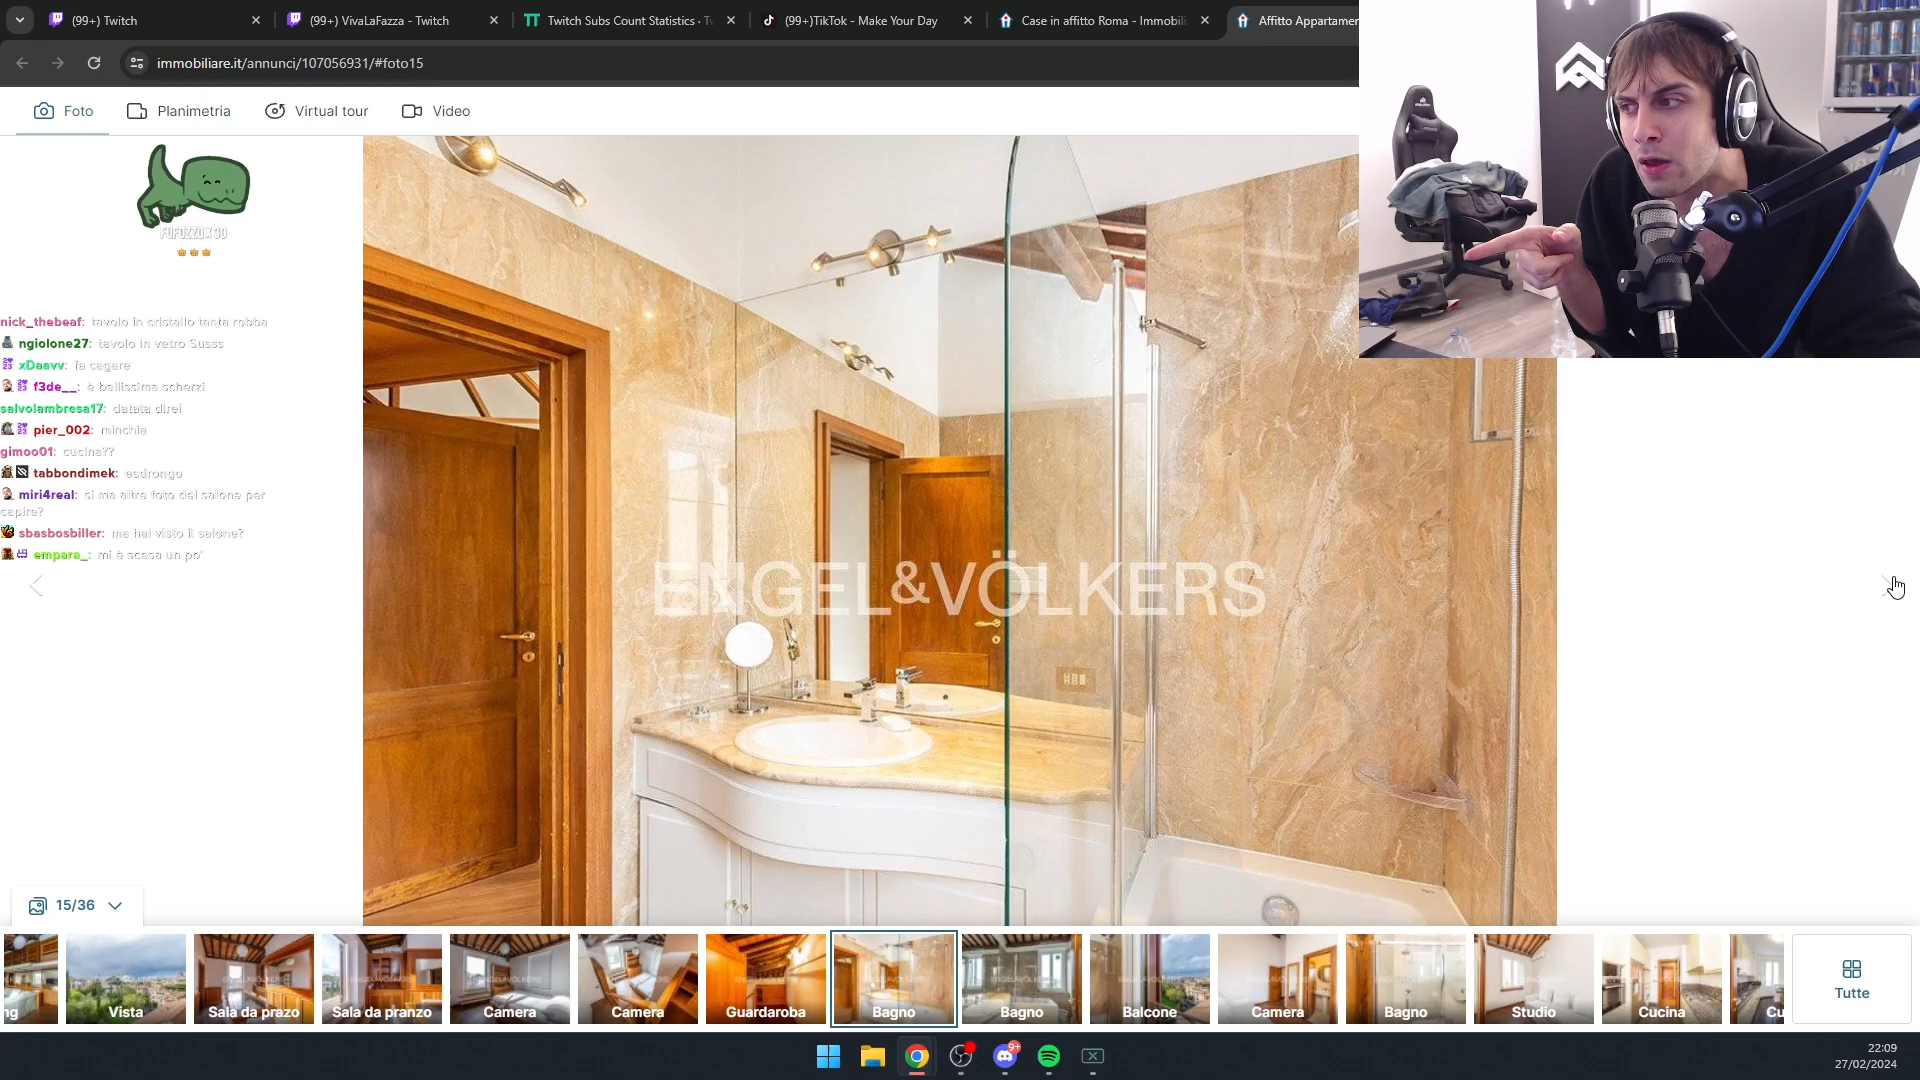 (99+) Twitch
(99+) VivaLaFazza - Twitch
Twitch Subs Count Statistics · Tw
(99+)TikTok - Make Your Day
Case in affitto Roma - Immobili
Affitto Appartamen
immobiliare.it/annunci/107056931/#foto15
Foto
Planimetria
Virtual tour
Video
FUFOZZOX30
nick_thebeaf: tavolo in cristallo tanta robba
ngiolone27: tavolo in vetro Susss
xDaavv: fa cagare
f3de__: è bellissima scherzi
salvolambresa17: datata direi
pier_002: minchia
gimoo01: cucina??
tabbondimek: esdrongo
miri4real: si ma altre foto del salone per
capire?
sbasbosbiller: ma hai visto il salone?
empara_: mi è scesa un po'
ENGEL&VÖLKERS
15/36
ng
Vista
Sala da prazo
Sala da pranzo
Camera
Camera
Guardaroba
Bagno
Bagno
Balcone
Camera
Bagno
Studio
Cucina
Cu
Tutte
9+
22:09
27/02/2024